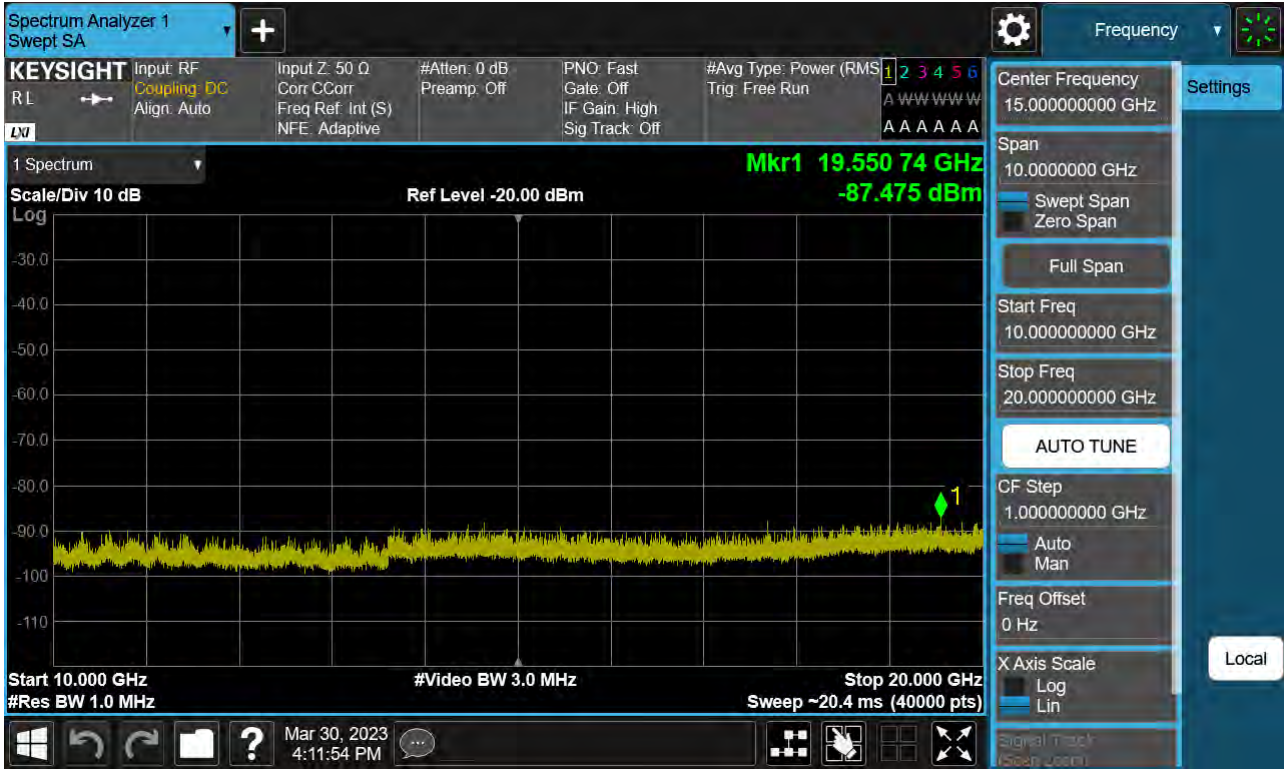 Spectrum Analyzer 1
Swept SA
+
Frequency
KEYSIGHT
R L
LXI
Input: RF
Coupling: DC
Align: Auto
Input Z: 50 Ω
Corr CCorr
Freq Ref: Int (S)
NFE: Adaptive
#Atten: 0 dB
Preamp: Off
PNO: Fast
Gate: Off
IF Gain: High
Sig Track: Off
#Avg Type: Power (RMS
Trig: Free Run
1 2 3 4 5 6
A W W W W W
A A A A A A
1 Spectrum
Scale/Div 10 dB
Log
Ref Level -20.00 dBm
Mkr1 19.550 74 GHz
-87.475 dBm
-30.0
-40.0
-50.0
-60.0
-70.0
-80.0
1
-90.0
-100
-110
Start 10.000 GHz
#Res BW 1.0 MHz
#Video BW 3.0 MHz
Stop 20.000 GHz
Sweep ~20.4 ms (40000 pts)
?
Mar 30, 2023
4:11:54 PM
Center Frequency
15.000000000 GHz
Span
10.0000000 GHz
Swept Span
Zero Span
Full Span
Start Freq
10.000000000 GHz
Stop Freq
20.000000000 GHz
AUTO TUNE
CF Step
1.000000000 GHz
Auto
Man
Freq Offset
0 Hz
X Axis Scale
Log
Lin
Signal Track
(Span Zoom)
Settings
Local